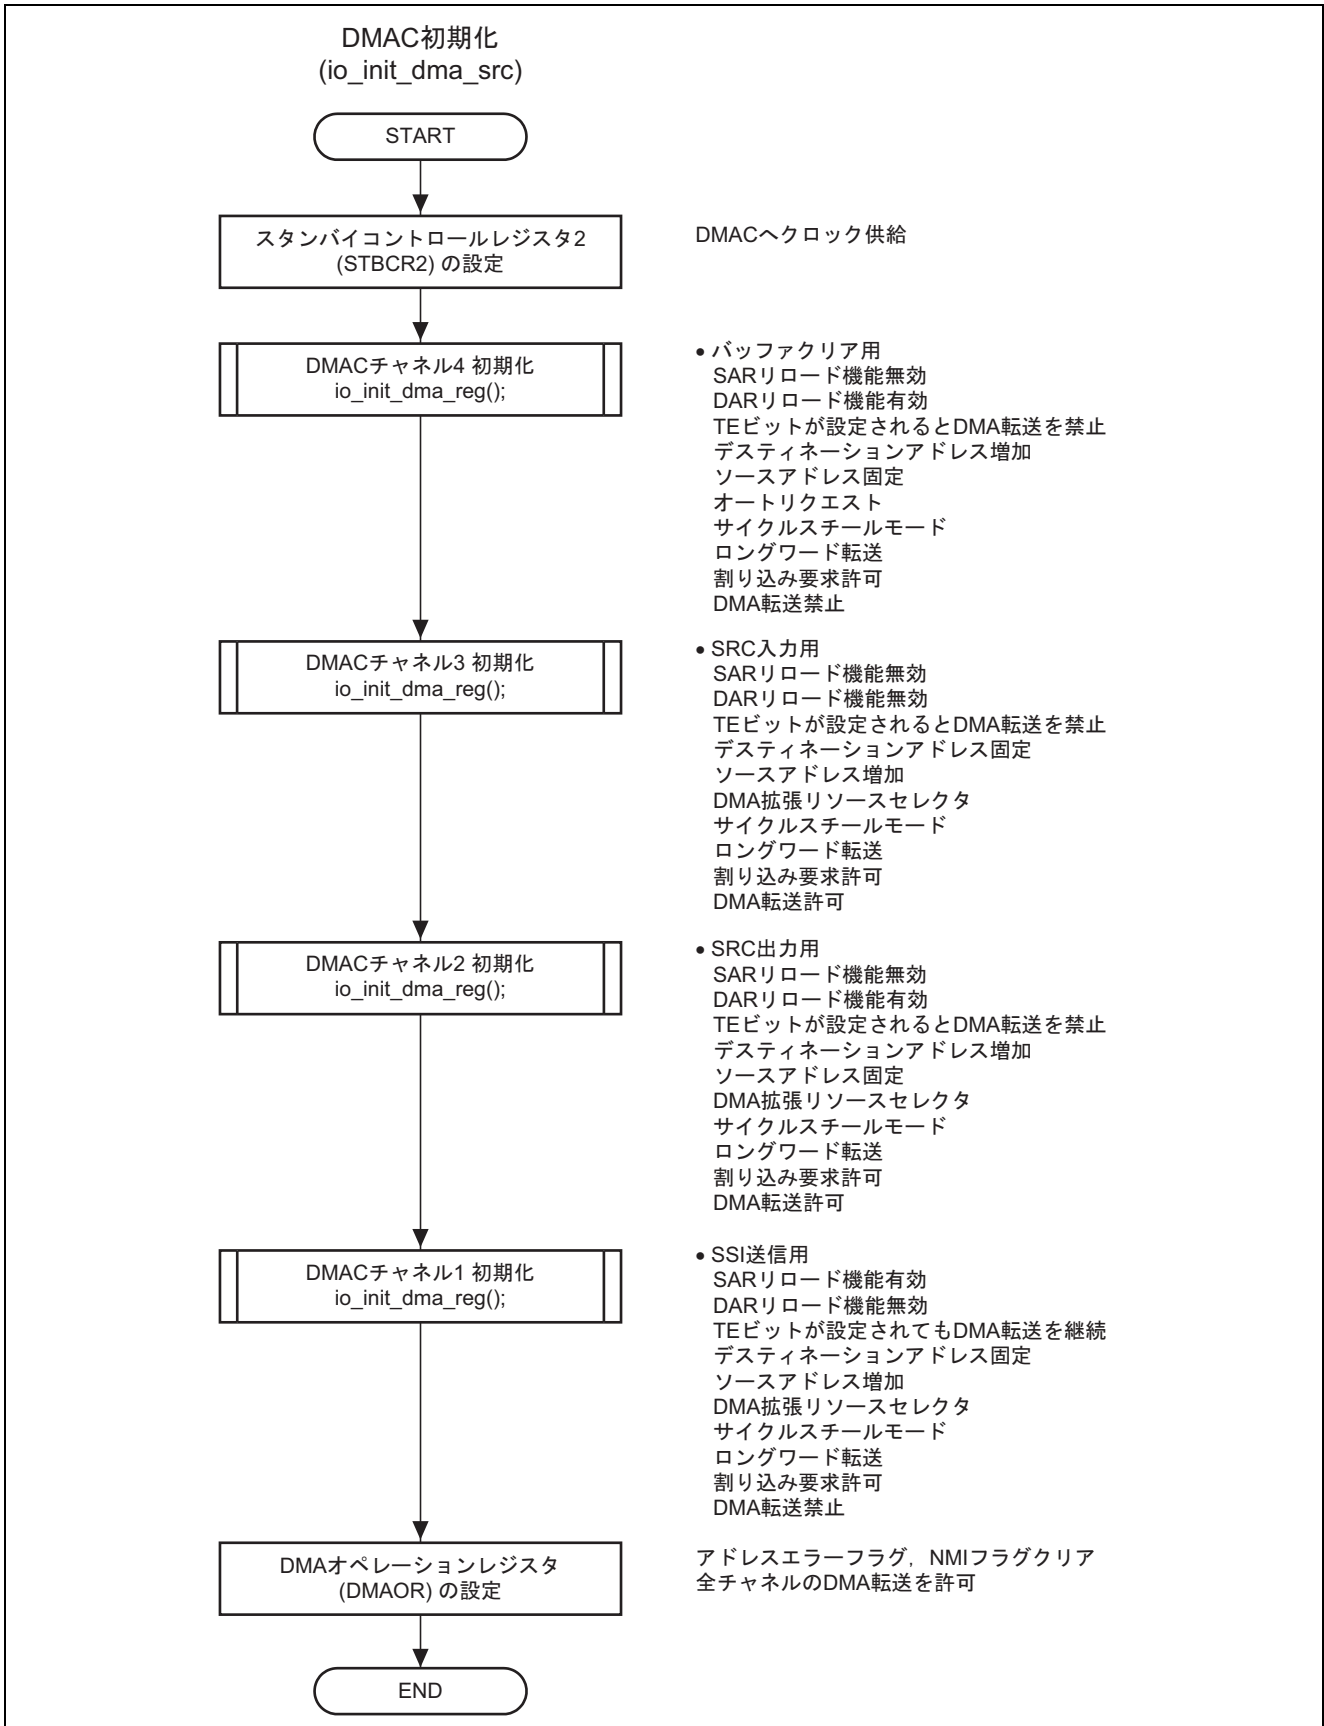 DMAC初期化
(io_init_dma_src)
START
スタンバイコントロールレジスタ2
(STBCR2) の設定
DMACへクロック供給
DMACチャネル4 初期化
io_init_dma_reg();
• バッファクリア用
SARリロード機能無効
DARリロード機能有効
TEビットが設定されるとDMA転送を禁止
デスティネーションアドレス増加
ソースアドレス固定
オートリクエスト
サイクルスチールモード
ロングワード転送
割り込み要求許可
DMA転送禁止
DMACチャネル3 初期化
io_init_dma_reg();
• SRC入力用
SARリロード機能無効
DARリロード機能無効
TEビットが設定されるとDMA転送を禁止
デスティネーションアドレス固定
ソースアドレス増加
DMA拡張リソースセレクタ
サイクルスチールモード
ロングワード転送
割り込み要求許可
DMA転送許可
DMACチャネル2 初期化
io_init_dma_reg();
• SRC出力用
SARリロード機能無効
DARリロード機能有効
TEビットが設定されるとDMA転送を禁止
デスティネーションアドレス増加
ソースアドレス固定
DMA拡張リソースセレクタ
サイクルスチールモード
ロングワード転送
割り込み要求許可
DMA転送許可
DMACチャネル1 初期化
io_init_dma_reg();
• SSI送信用
SARリロード機能有効
DARリロード機能無効
TEビットが設定されてもDMA転送を継続
デスティネーションアドレス固定
ソースアドレス増加
DMA拡張リソースセレクタ
サイクルスチールモード
ロングワード転送
割り込み要求許可
DMA転送禁止
DMAオペレーションレジスタ
(DMAOR) の設定
アドレスエラーフラグ，NMIフラグクリア
全チャネルのDMA転送を許可
END